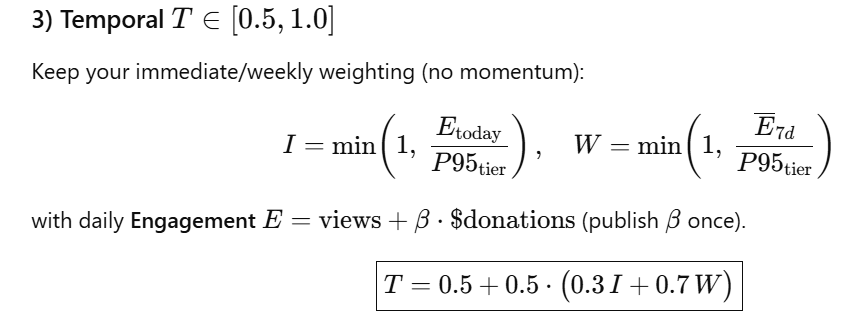 3) Temporal T ∈ [0.5, 1.0]
Keep your immediate/weekly weighting (no momentum):
I = min(1, E_today / P95_tier), W = min(1, E̅_7d / P95_tier)
with daily Engagement E = views + β · $donations (publish β once).
T = 0.5 + 0.5 · (0.3 I + 0.7 W)